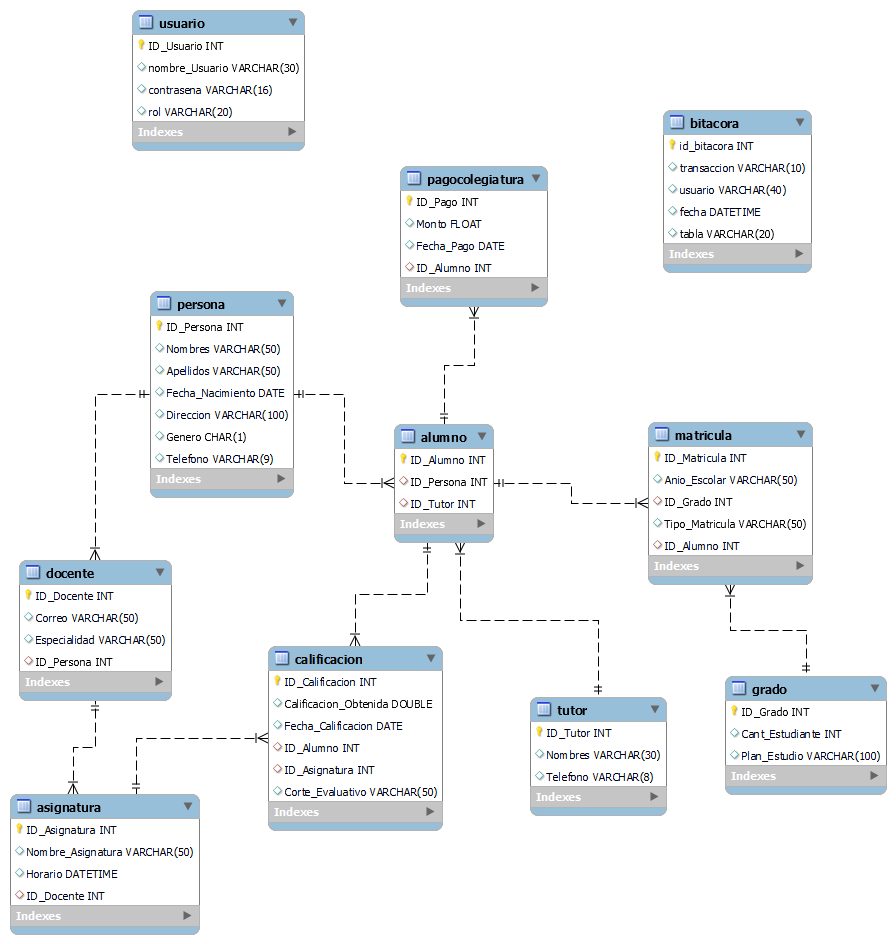 usuario
ID_Usuario INT
nombre_Usuario VARCHAR(30)
contrasena VARCHAR(16)
rol VARCHAR(20)
Indexes
bitacora
id_bitacora INT
transaccion VARCHAR(10)
usuario VARCHAR(40)
fecha DATETIME
tabla VARCHAR(20)
Indexes
pagocolegiatura
ID_Pago INT
Monto FLOAT
Fecha_Pago DATE
ID_Alumno INT
Indexes
persona
ID_Persona INT
Nombres VARCHAR(50)
Apellidos VARCHAR(50)
Fecha_Nacimiento DATE
Direccion VARCHAR(100)
Genero CHAR(1)
Telefono VARCHAR(9)
Indexes
alumno
ID_Alumno INT
ID_Persona INT
ID_Tutor INT
Indexes
matricula
ID_Matricula INT
Anio_Escolar VARCHAR(50)
ID_Grado INT
Tipo_Matricula VARCHAR(50)
ID_Alumno INT
Indexes
docente
ID_Docente INT
Correo VARCHAR(50)
Especialidad VARCHAR(50)
ID_Persona INT
Indexes
calificacion
ID_Calificacion INT
Calificacion_Obtenida DOUBLE
Fecha_Calificacion DATE
ID_Alumno INT
ID_Asignatura INT
Corte_Evaluativo VARCHAR(50)
Indexes
tutor
ID_Tutor INT
Nombres VARCHAR(30)
Telefono VARCHAR(8)
Indexes
grado
ID_Grado INT
Cant_Estudiante INT
Plan_Estudio VARCHAR(100)
Indexes
asignatura
ID_Asignatura INT
Nombre_Asignatura VARCHAR(50)
Horario DATETIME
ID_Docente INT
Indexes